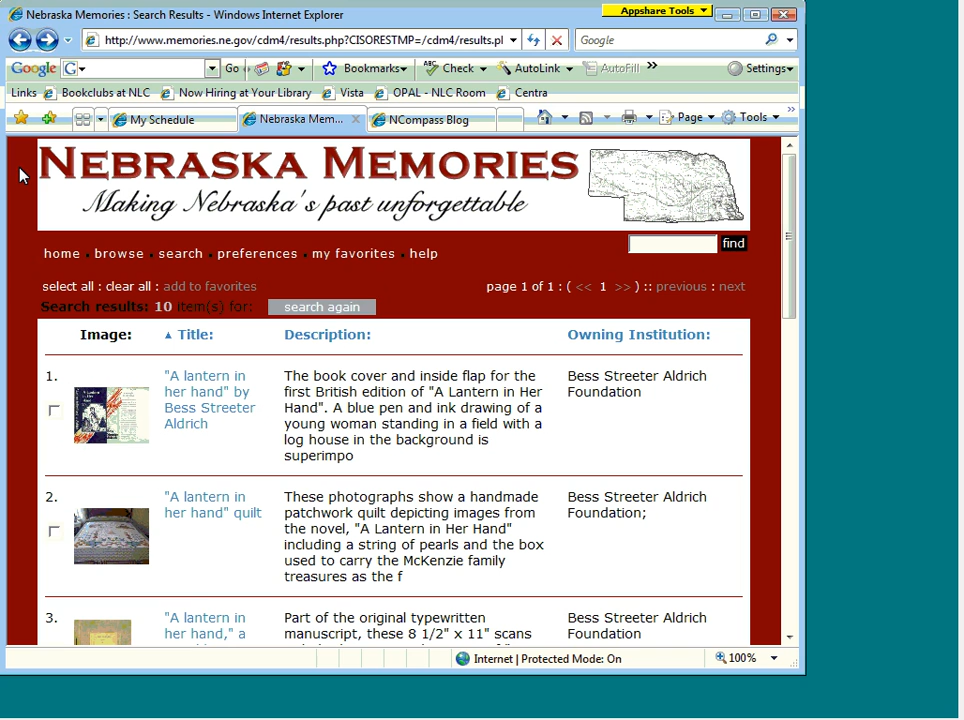 Nebraska Memories : Search Results - Windows Internet Explorer
Appshare Tools
http://www.memories.ne.gov/cdm4/results.php?CISORESTMP=/cdm4/results.pl
Google
Google G Go Bookmarks ABC Check AutoLink AutoFill » Settings
Links Bookclubs at NLC Now Hiring at Your Library Vista OPAL - NLC Room Centra
My Schedule Nebraska Mem... NCompass Blog Page Tools »
NEBRASKA MEMORIES
Making Nebraska's past unforgettable
home browse search preferences my favorites help
find
select all : clear all : add to favorites
page 1 of 1 : ( << 1 >> ) :: previous : next
Search results: 10 item(s) for: search again
Image: Title: Description: Owning Institution:
1.
"A lantern in
her hand" by
Bess Streeter
Aldrich
The book cover and inside flap for the
first British edition of "A Lantern in Her
Hand". A blue pen and ink drawing of a
young woman standing in a field with a
log house in the background is
superimpo
Bess Streeter Aldrich
Foundation
2.
"A lantern in
her hand" quilt
These photographs show a handmade
patchwork quilt depicting images from
the novel, "A Lantern in Her Hand"
including a string of pearls and the box
used to carry the McKenzie family
treasures as the f
Bess Streeter Aldrich
Foundation;
3.
"A lantern in
her hand," a
Part of the original typewritten
manuscript, these 8 1/2" x 11" scans
Bess Streeter Aldrich
Foundation
Internet | Protected Mode: On
100%